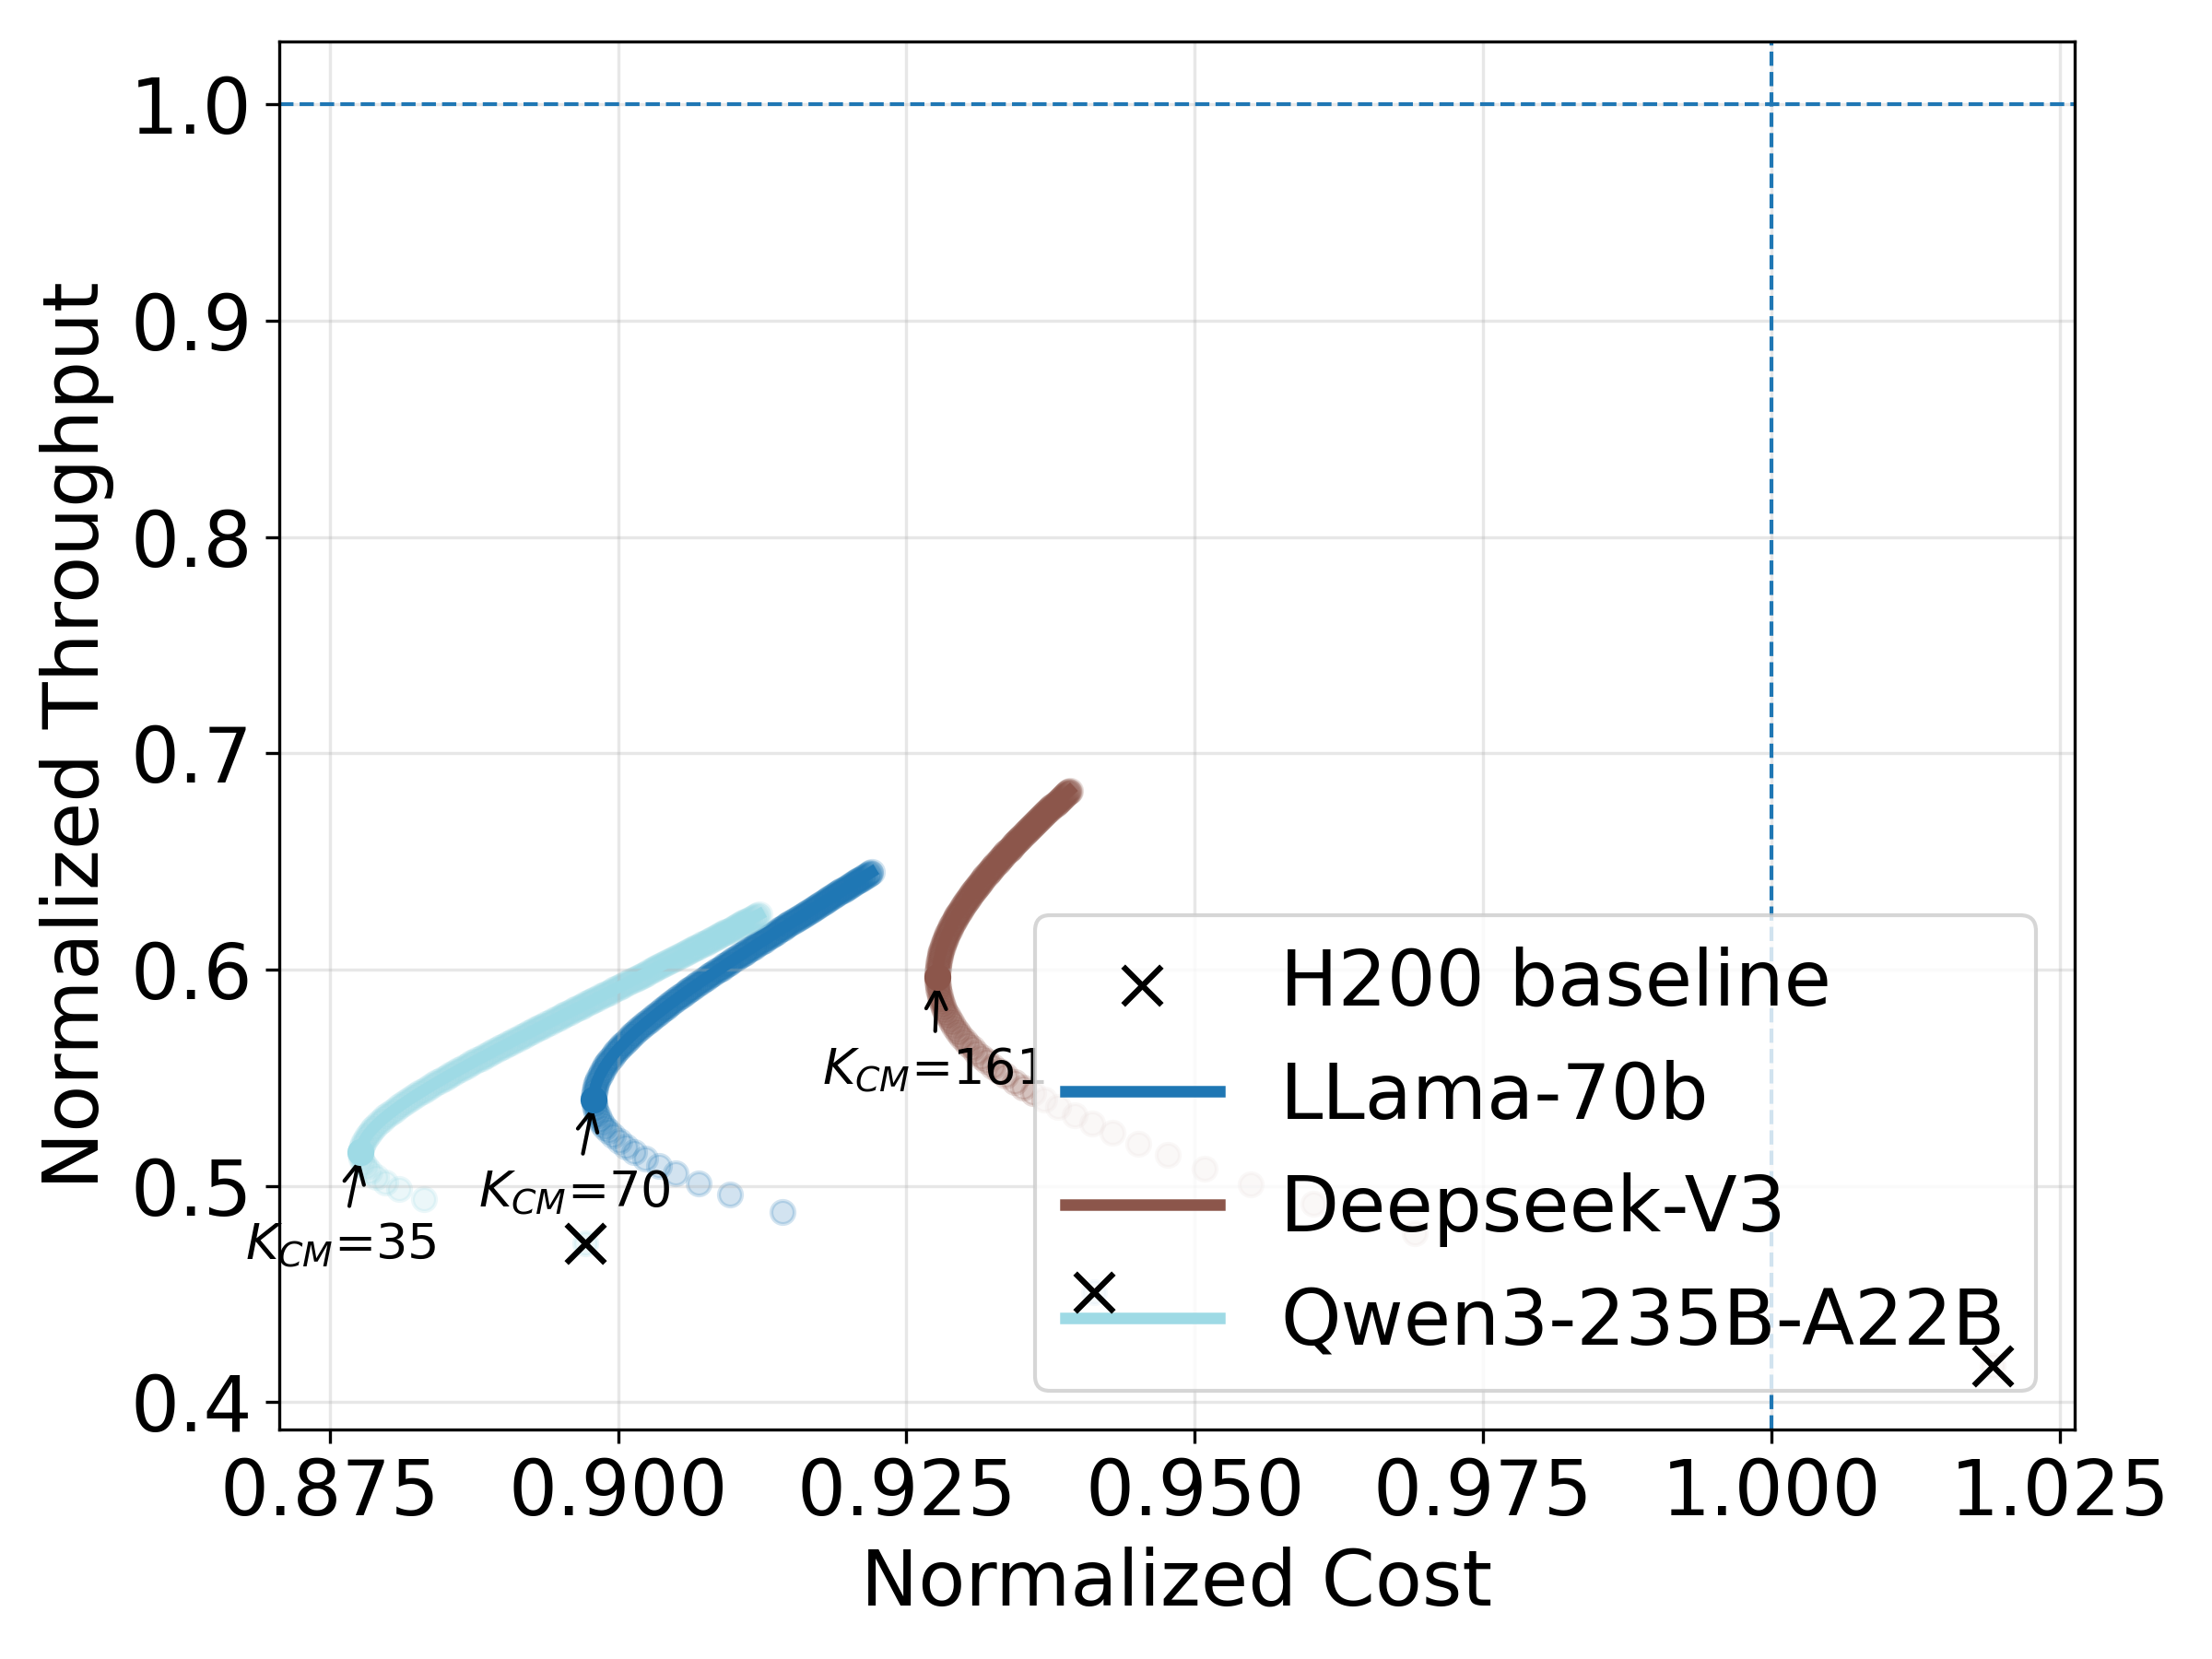 Normalized Throughput
1.0
0.9
0.8
0.7
0.6
0.5
0.4
K_CM=161
K_CM=70
K_CM=35
H200 baseline
LLama-70b
Deepseek-V3
Qwen3-235B-A22B
0.875 0.900 0.925 0.950 0.975 1.000 1.025
Normalized Cost